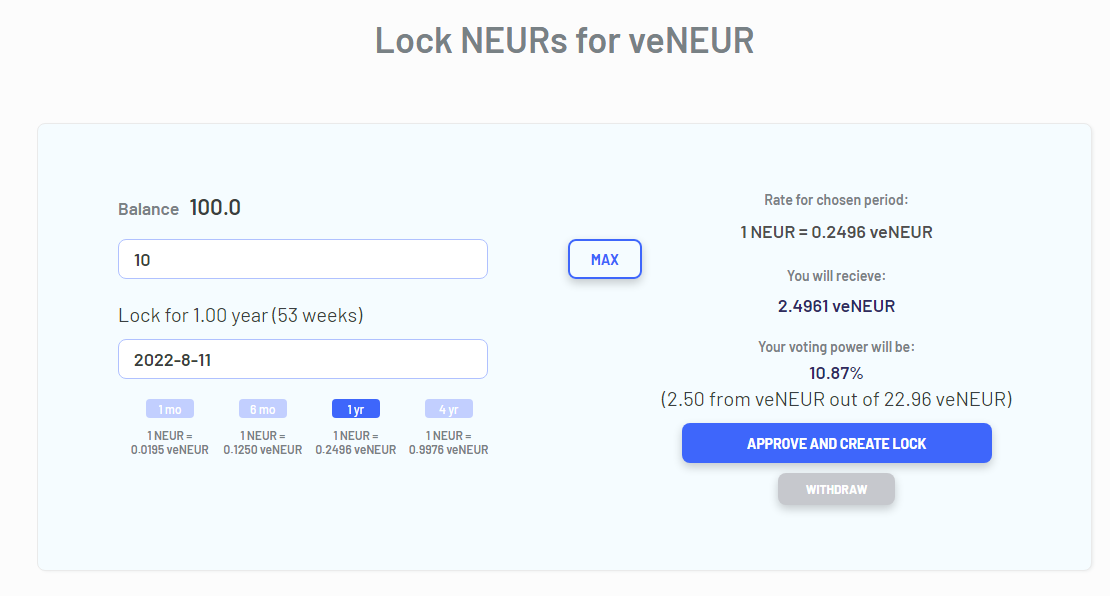 Lock NEURs for veNEUR
Balance 100.0
10
MAX
Lock for 1.00 year (53 weeks)
2022-8-11
1 mo 6 mo 1 yr 4 yr
1 NEUR = 1 NEUR = 1 NEUR = 1 NEUR =
0.0195 veNEUR 0.1250 veNEUR 0.2496 veNEUR 0.9976 veNEUR
Rate for chosen period:
1 NEUR = 0.2496 veNEUR
You will recieve:
2.4961 veNEUR
Your voting power will be:
10.87%
(2.50 from veNEUR out of 22.96 veNEUR)
APPROVE AND CREATE LOCK
WITHDRAW